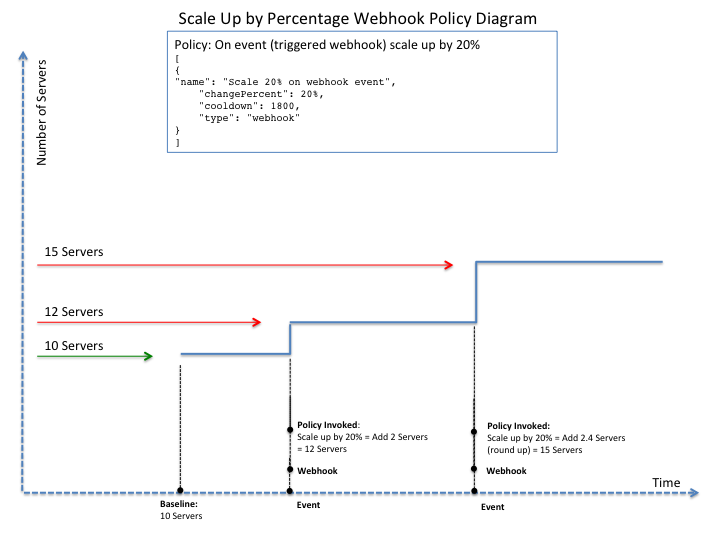 Scale Up by Percentage Webhook Policy Diagram
Policy: On event (triggered webhook) scale up by 20%
[
{
"name": "Scale 20% on webhook event",
"changePercent": 20%,
"cooldown": 1800,
"type": "webhook"
}
]
Number of Servers
15 Servers
12 Servers
10 Servers
Policy Invoked:
Scale up by 20% = Add 2 Servers
= 12 Servers
Webhook
Policy Invoked:
Scale up by 20% = Add 2.4 Servers
(round up) = 15 Servers
Webhook
Time
Baseline:
10 Servers
Event
Event